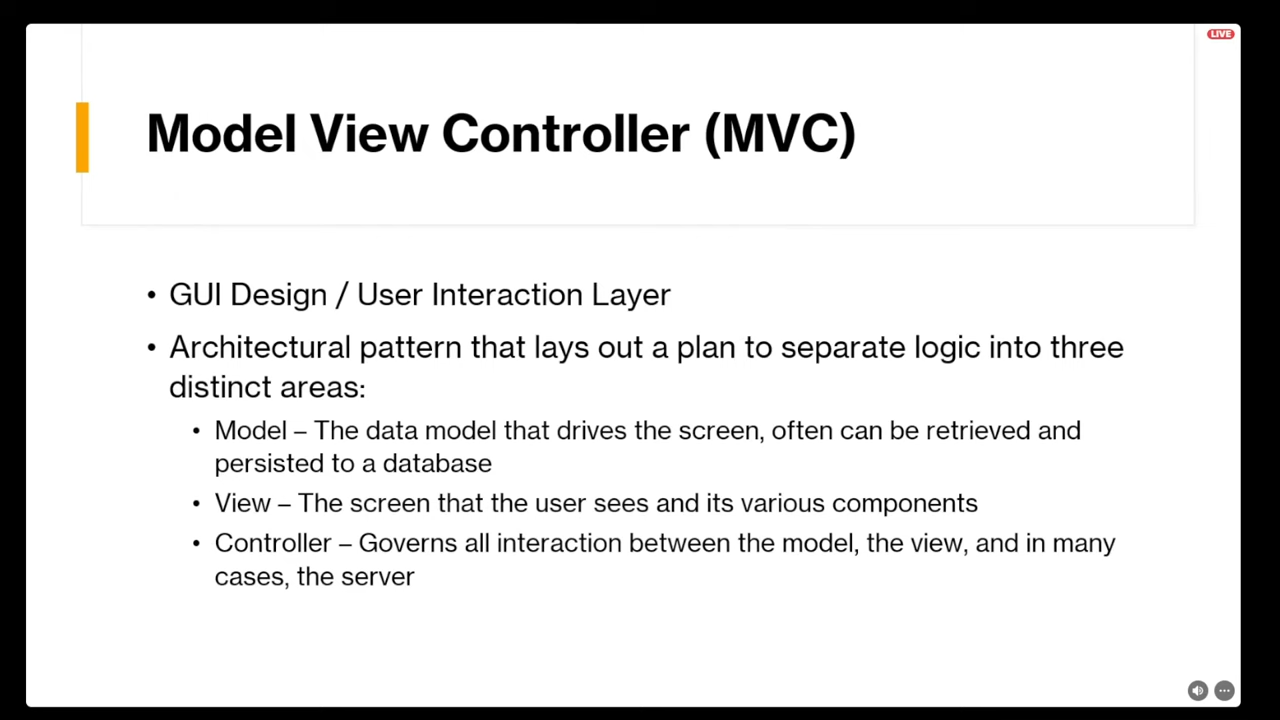 LIVE
Model View Controller (MVC)
• GUI Design / User Interaction Layer
• Architectural pattern that lays out a plan to separate logic into three
distinct areas:
• Model – The data model that drives the screen, often can be retrieved and
persisted to a database
• View – The screen that the user sees and its various components
• Controller – Governs all interaction between the model, the view, and in many
cases, the server